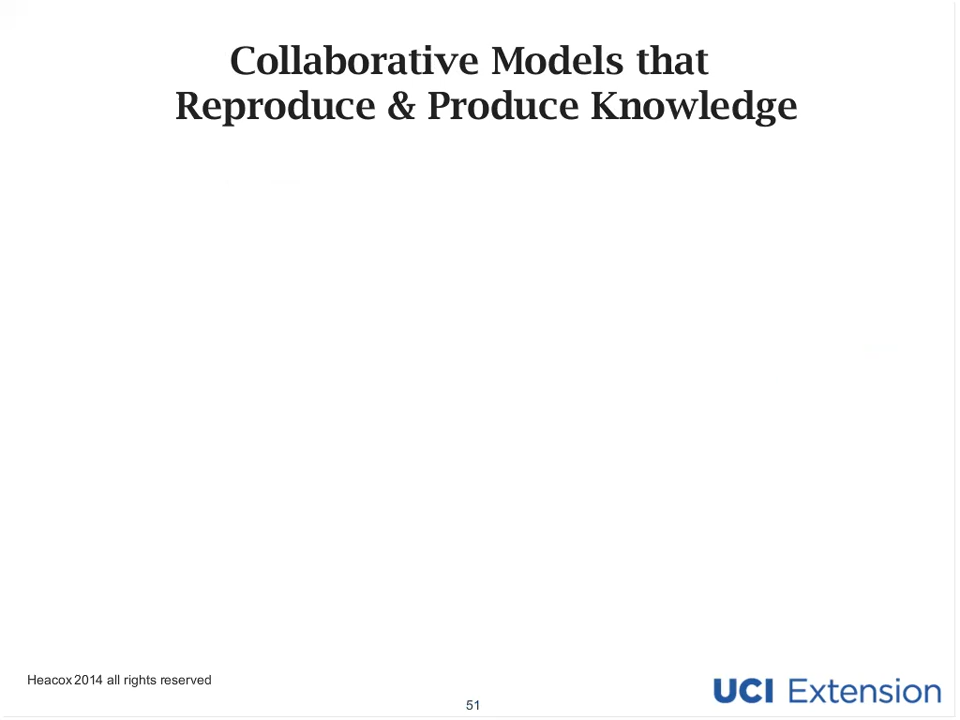 Collaborative Models that
Reproduce & Produce Knowledge
Heacox 2014 all rights reserved
51
UCI Extension